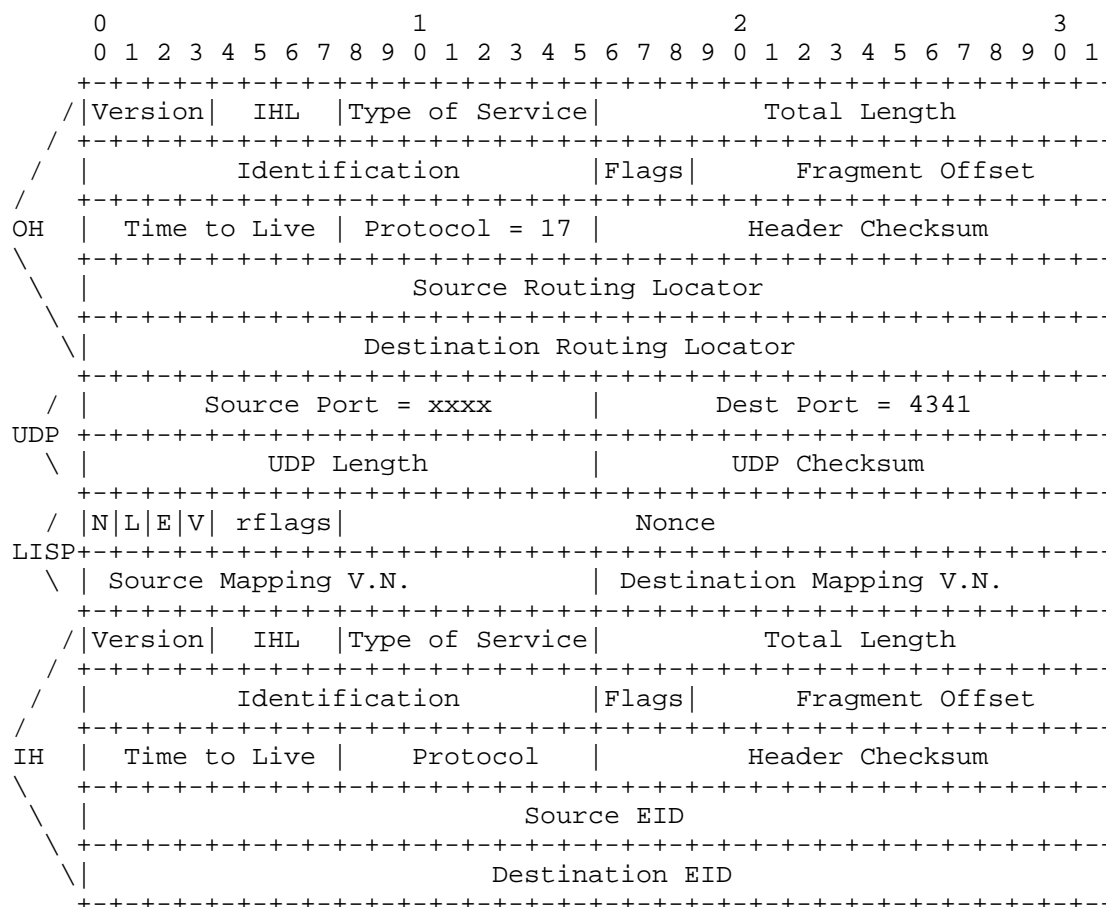 0                   1                   2                   3
     0 1 2 3 4 5 6 7 8 9 0 1 2 3 4 5 6 7 8 9 0 1 2 3 4 5 6 7 8 9 0 1
    +-+-+-+-+-+-+-+-+-+-+-+-+-+-+-+-+-+-+-+-+-+-+-+-+-+-+-+-+-+-+-+--
   /|Version|  IHL  |Type of Service|          Total Length
  / +-+-+-+-+-+-+-+-+-+-+-+-+-+-+-+-+-+-+-+-+-+-+-+-+-+-+-+-+-+-+-+--
 /  |         Identification        |Flags|      Fragment Offset
/   +-+-+-+-+-+-+-+-+-+-+-+-+-+-+-+-+-+-+-+-+-+-+-+-+-+-+-+-+-+-+-+--
OH  |  Time to Live | Protocol = 17 |         Header Checksum
\   +-+-+-+-+-+-+-+-+-+-+-+-+-+-+-+-+-+-+-+-+-+-+-+-+-+-+-+-+-+-+-+--
 \  |                    Source Routing Locator
  \ +-+-+-+-+-+-+-+-+-+-+-+-+-+-+-+-+-+-+-+-+-+-+-+-+-+-+-+-+-+-+-+--
   \|                 Destination Routing Locator
    +-+-+-+-+-+-+-+-+-+-+-+-+-+-+-+-+-+-+-+-+-+-+-+-+-+-+-+-+-+-+-+--
  / |       Source Port = xxxx      |       Dest Port = 4341
UDP +-+-+-+-+-+-+-+-+-+-+-+-+-+-+-+-+-+-+-+-+-+-+-+-+-+-+-+-+-+-+-+--
  \ |           UDP Length          |        UDP Checksum
    +-+-+-+-+-+-+-+-+-+-+-+-+-+-+-+-+-+-+-+-+-+-+-+-+-+-+-+-+-+-+-+--
  / |N|L|E|V| rflags|                  Nonce
LISP+-+-+-+-+-+-+-+-+-+-+-+-+-+-+-+-+-+-+-+-+-+-+-+-+-+-+-+-+-+-+-+--
  \ | Source Mapping V.N.           | Destination Mapping V.N.
    +-+-+-+-+-+-+-+-+-+-+-+-+-+-+-+-+-+-+-+-+-+-+-+-+-+-+-+-+-+-+-+--
   /|Version|  IHL  |Type of Service|          Total Length
  / +-+-+-+-+-+-+-+-+-+-+-+-+-+-+-+-+-+-+-+-+-+-+-+-+-+-+-+-+-+-+-+--
 /  |         Identification        |Flags|      Fragment Offset
/   +-+-+-+-+-+-+-+-+-+-+-+-+-+-+-+-+-+-+-+-+-+-+-+-+-+-+-+-+-+-+-+--
IH  |  Time to Live |    Protocol   |         Header Checksum
\   +-+-+-+-+-+-+-+-+-+-+-+-+-+-+-+-+-+-+-+-+-+-+-+-+-+-+-+-+-+-+-+--
 \  |                           Source EID
  \ +-+-+-+-+-+-+-+-+-+-+-+-+-+-+-+-+-+-+-+-+-+-+-+-+-+-+-+-+-+-+-+--
   \|                         Destination EID
    +-+-+-+-+-+-+-+-+-+-+-+-+-+-+-+-+-+-+-+-+-+-+-+-+-+-+-+-+-+-+-+--